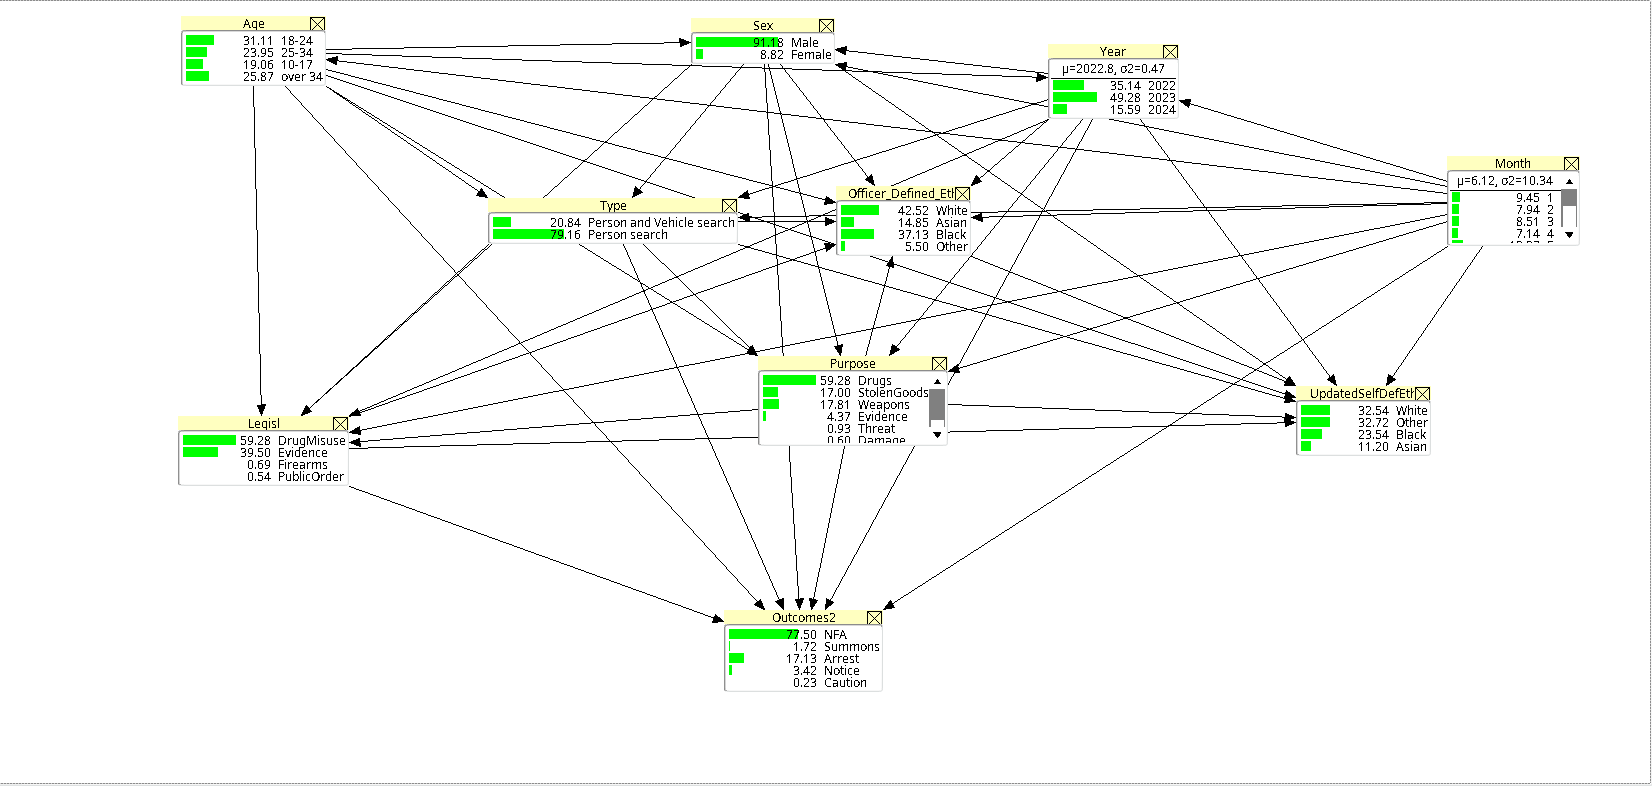 Age
31.11 18-24
23.95 25-34
19.06 10-17
25.87 over 34
Sex
91.18 Male
8.82 Female
Year
µ=2022.8, σ2=0.47
35.14 2022
49.28 2023
15.59 2024
Month
µ=6.12, σ2=10.34
9.45 1
7.94 2
8.51 3
7.14 4
Type
20.84 Person and Vehicle search
79.16 Person search
Officer_Defined_Eth
42.52 White
14.85 Asian
37.13 Black
5.50 Other
Purpose
59.28 Drugs
17.00 StolenGoods
17.81 Weapons
4.37 Evidence
0.93 Threat
0.60 Damage
UpdatedSelfDefEth
32.54 White
32.72 Other
23.54 Black
11.20 Asian
Legisl
59.28 DrugMisuse
39.50 Evidence
0.69 Firearms
0.54 PublicOrder
Outcomes2
77.50 NFA
1.72 Summons
17.13 Arrest
3.42 Notice
0.23 Caution